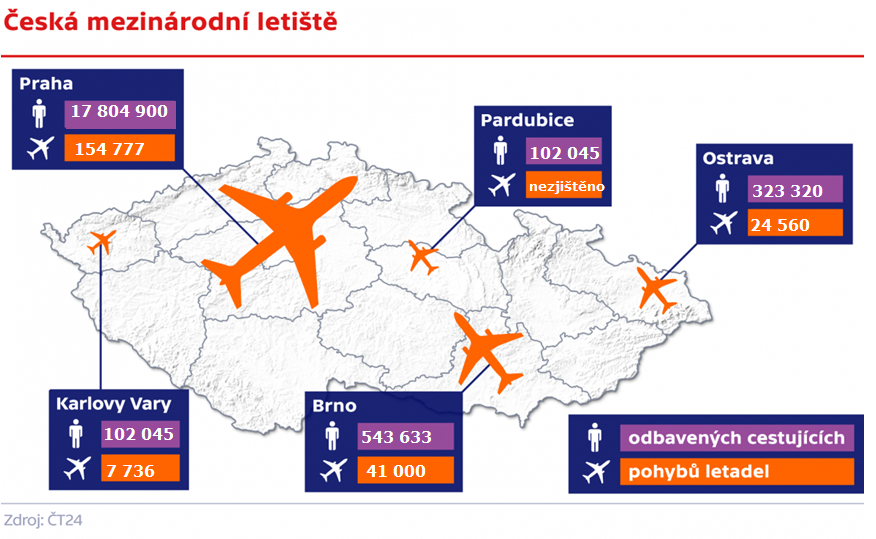 Česká mezinárodní letiště
Praha
17 804 900
154 777
Pardubice
102 045
nezjištěno
Ostrava
323 320
24 560
Karlovy Vary
102 045
7 736
Brno
543 633
41 000
odbavených cestujících
pohybů letadel
Zdroj: ČT24